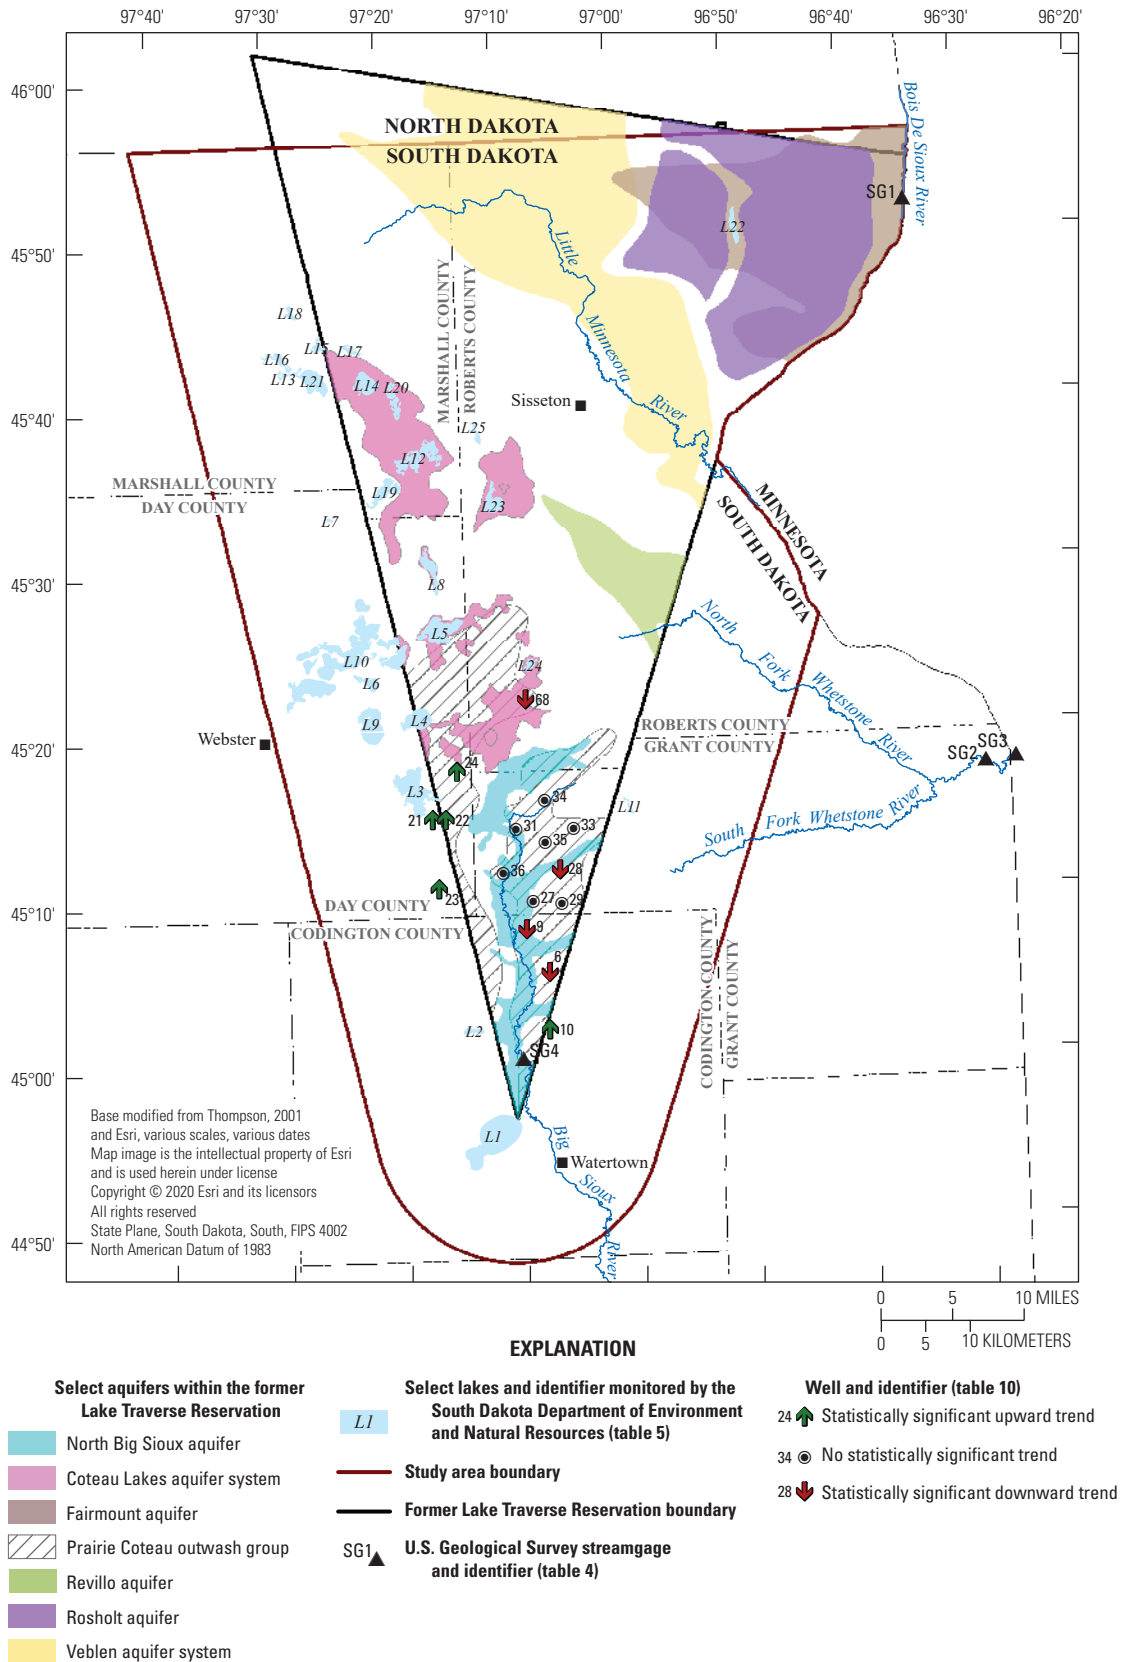 97°40'
97°30'
97°20'
97°10'
97°00'
96°50'
96°40'
96°30'
96°20'
46°00'
45°50'
45°40'
45°30'
45°20'
45°10'
45°00'
44°50'
NORTH DAKOTA
SOUTH DAKOTA
Bois De Sioux River
SG1
L22
Little
Minnesota
River
MARSHALL COUNTY
ROBERTS COUNTY
L18
L15
L17
L16
L13
L21
L14
L20
Sisseton
L25
L12
L19
L23
MARSHALL COUNTY
DAY COUNTY
L7
MINNESOTA
SOUTH DAKOTA
L8
North
Fork
Whetstone
River
L5
L10
L24
L6
68
L9
L4
ROBERTS COUNTY
GRANT COUNTY
Webster
SG2
SG3
24
L3
34
L11
21
22
31
33
35
South
Fork
Whetstone
River
36
28
23
27
29
DAY COUNTY
CODINGTON COUNTY
9
6
CODINGTON COUNTY
GRANT COUNTY
L2
10
SG4
L1
Big
Sioux
River
Watertown
Base modified from Thompson, 2001
and Esri, various scales, various dates
Map image is the intellectual property of Esri
and is used herein under license
Copyright © 2020 Esri and its licensors
All rights reserved
State Plane, South Dakota, South, FIPS 4002
North American Datum of 1983
0 5 10 MILES
0 5 10 KILOMETERS
EXPLANATION
Select aquifers within the former
Lake Traverse Reservation
North Big Sioux aquifer
Coteau Lakes aquifer system
Fairmount aquifer
Prairie Coteau outwash group
Revillo aquifer
Rosholt aquifer
Veblen aquifer system
L1
Select lakes and identifier monitored by the
South Dakota Department of Environment
and Natural Resources (table 5)
Study area boundary
Former Lake Traverse Reservation boundary
SG1
U.S. Geological Survey streamgage
and identifier (table 4)
Well and identifier (table 10)
24 Statistically significant upward trend
34 No statistically significant trend
28 Statistically significant downward trend